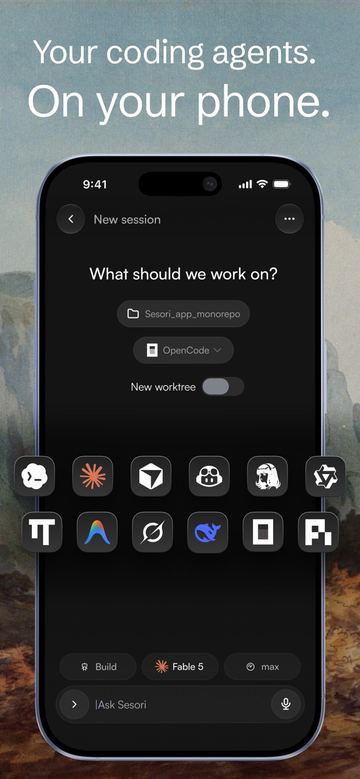 Your coding agents.
On your phone.
9:41
New session
What should we work on?
Sesori_app_monorepo
OpenCode
New worktree
Build
Fable 5
max
Ask Sesori